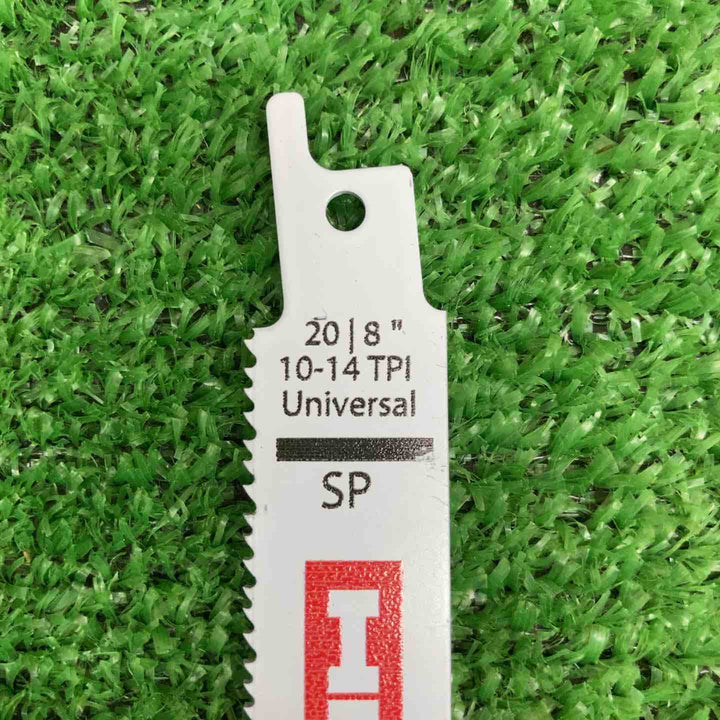 20 | 8 "
10-14 TPI
Universal
SP